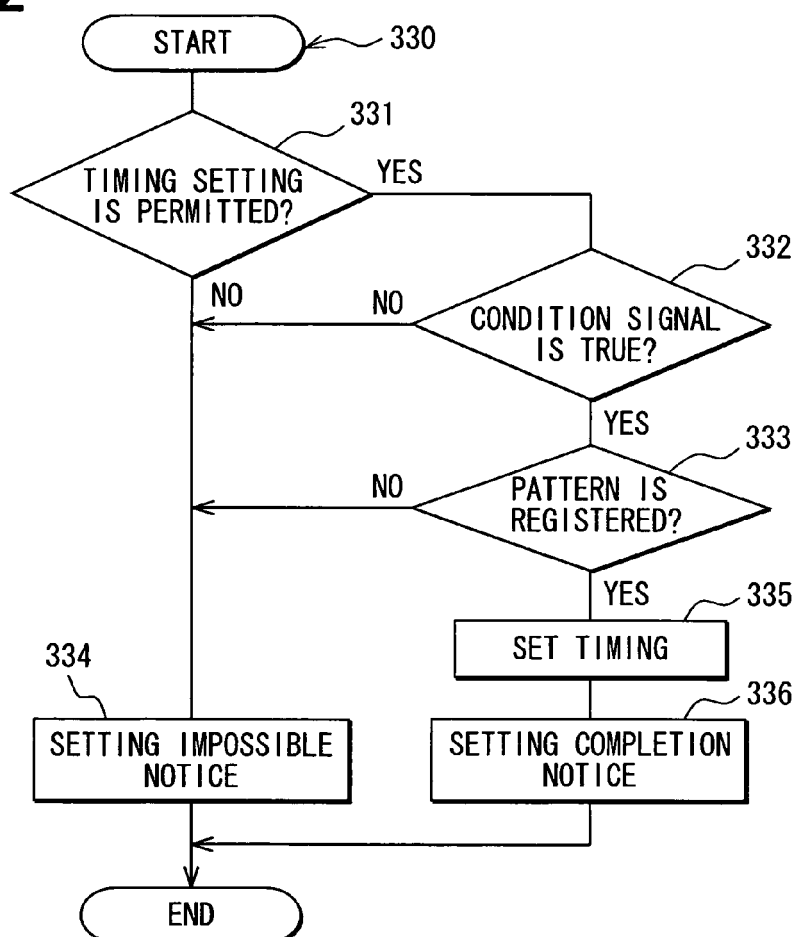 START
330
331
TIMING SETTING
IS PERMITTED?
YES
NO
332
CONDITION SIGNAL
IS TRUE?
NO
YES
333
PATTERN IS
REGISTERED?
NO
YES
335
SET TIMING
334
SETTING IMPOSSIBLE
NOTICE
336
SETTING COMPLETION
NOTICE
END